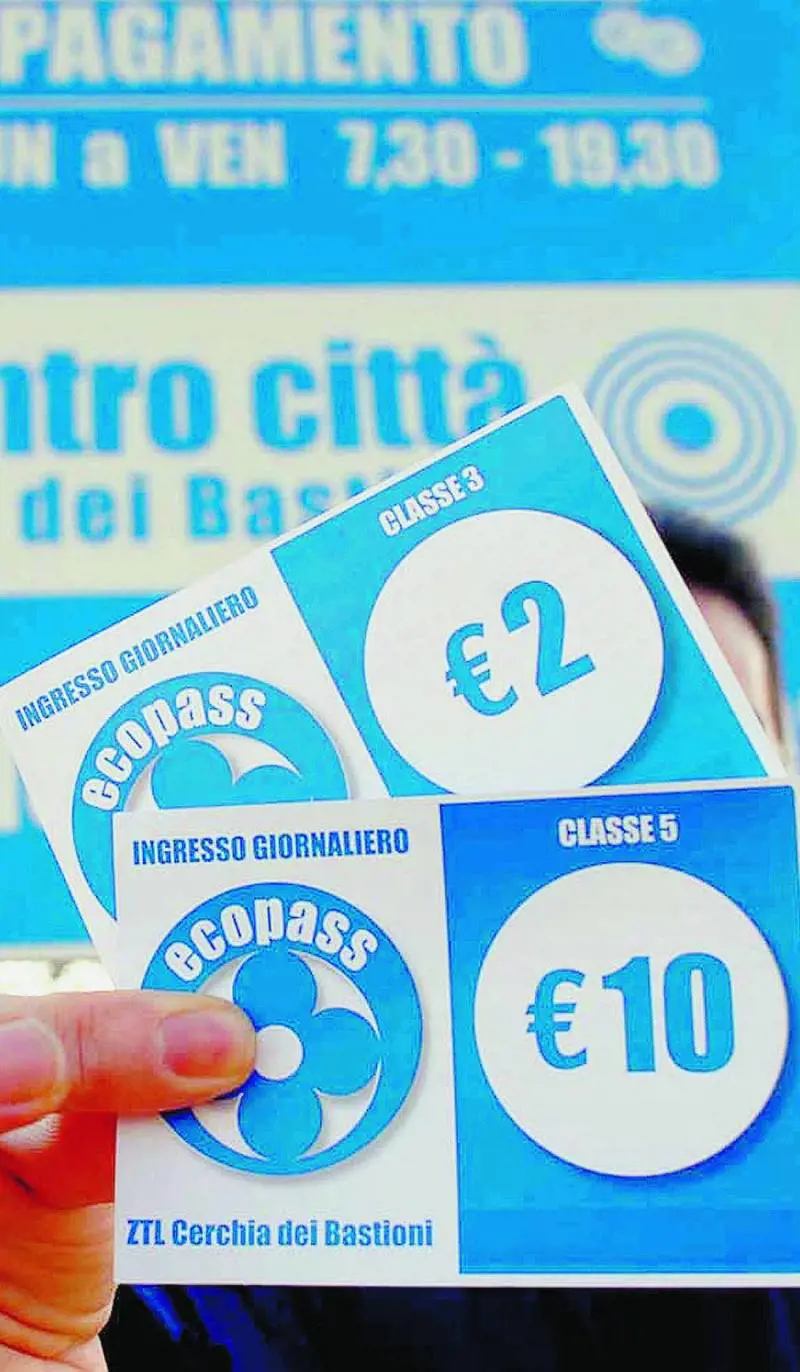 PAGAMENTO
a VEN 7,30 - 19,30
ntro città
dei Bas
CLASSE 3
INGRESSO GIORNALIERO
ecopass
€2
INGRESSO GIORNALIERO
CLASSE 5
ecopass
€10
ZTL Cerchia dei Bastioni